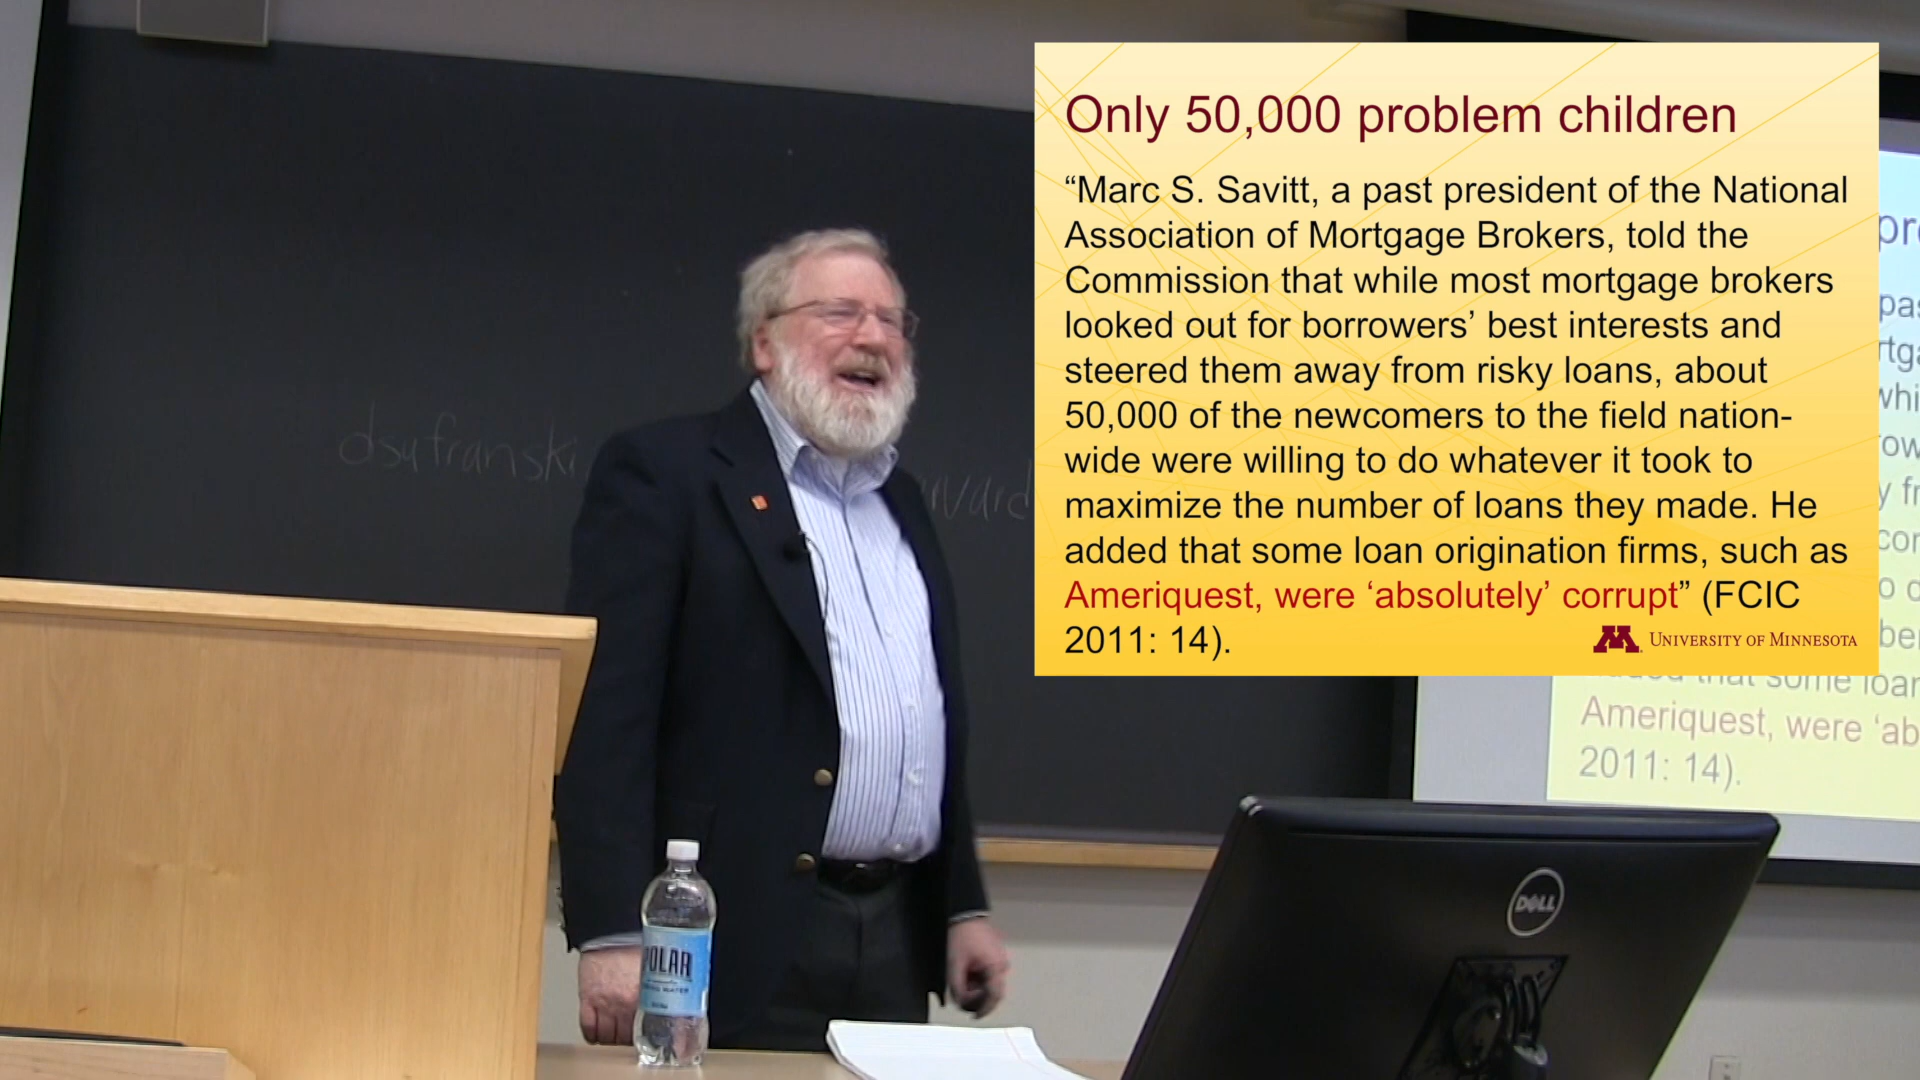 Only 50,000 problem children
“Marc S. Savitt, a past president of the National
Association of Mortgage Brokers, told the
Commission that while most mortgage brokers
looked out for borrowers’ best interests and
steered them away from risky loans, about
50,000 of the newcomers to the field nation-
wide were willing to do whatever it took to
maximize the number of loans they made. He
added that some loan origination firms, such as
Ameriquest, were ‘absolutely’ corrupt” (FCIC
2011: 14).
M UNIVERSITY OF MINNESOTA
dsufranski
that some loan
Ameriquest, were ‘ab
2011: 14).
POLAR
WATER
DELL